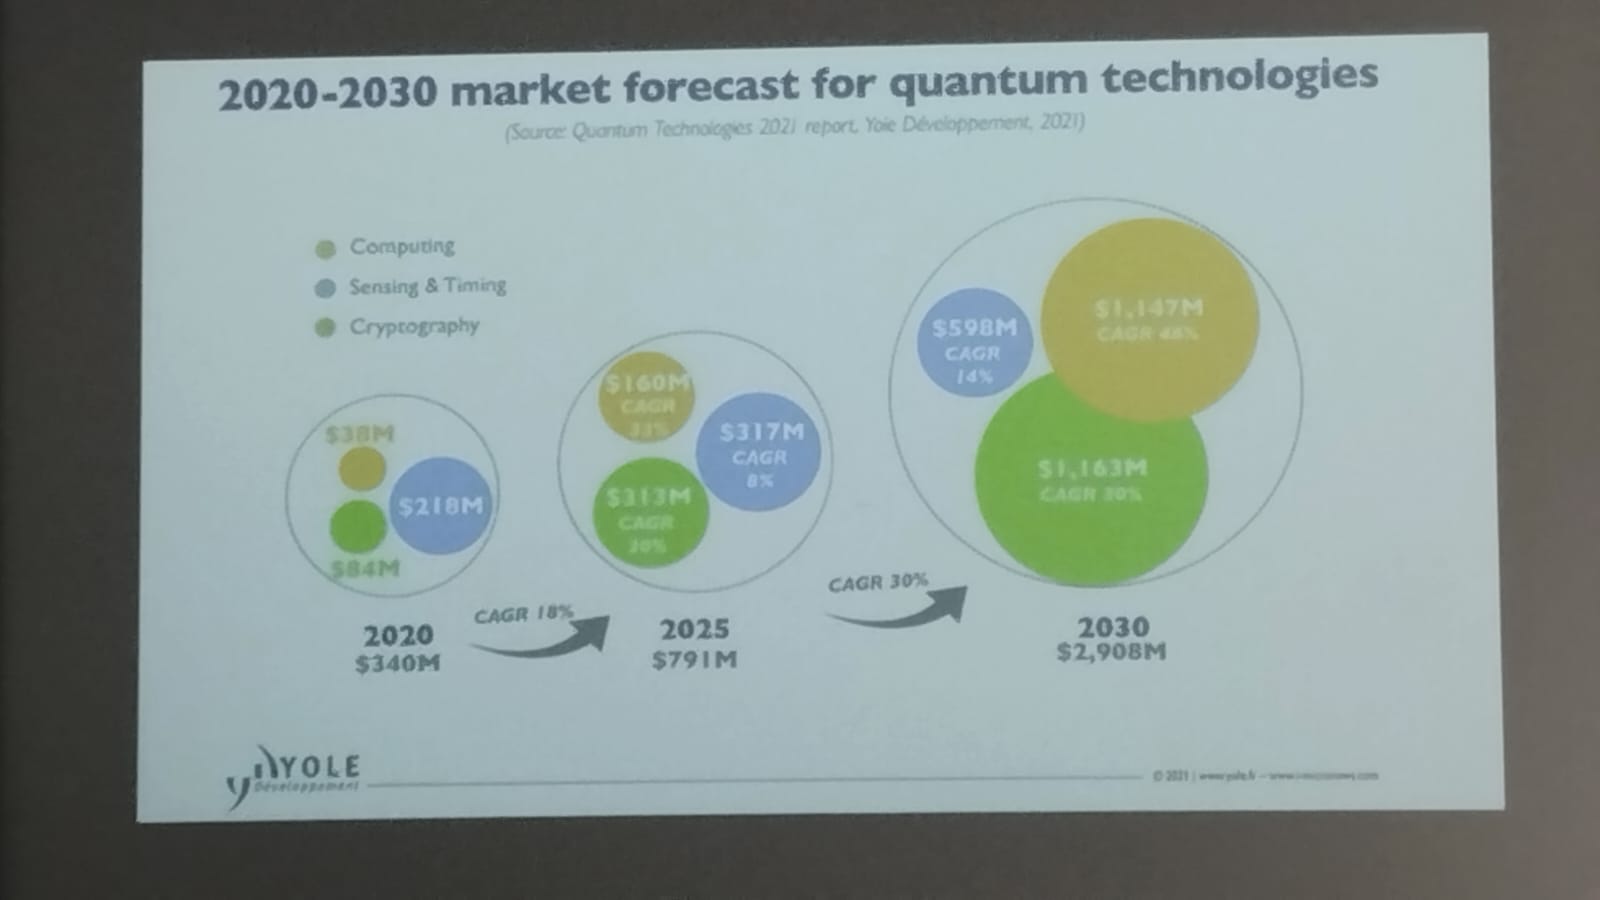 2020-2030 market forecast for quantum technologies
(Source: Quantum Technologies 2021 report, Yole Développement, 2021)
Computing
Sensing & Timing
Cryptography
$38M
$218M
$84M
2020
$340M
CAGR 18%
$160M
CAGR
33%
$317M
CAGR
8%
$313M
CAGR
30%
2025
$791M
CAGR 30%
$598M
CAGR
14%
$1,147M
CAGR 48%
$1,163M
CAGR 30%
2030
$2,908M
YOLE
Développement
© 2021 | www.yole.fr –